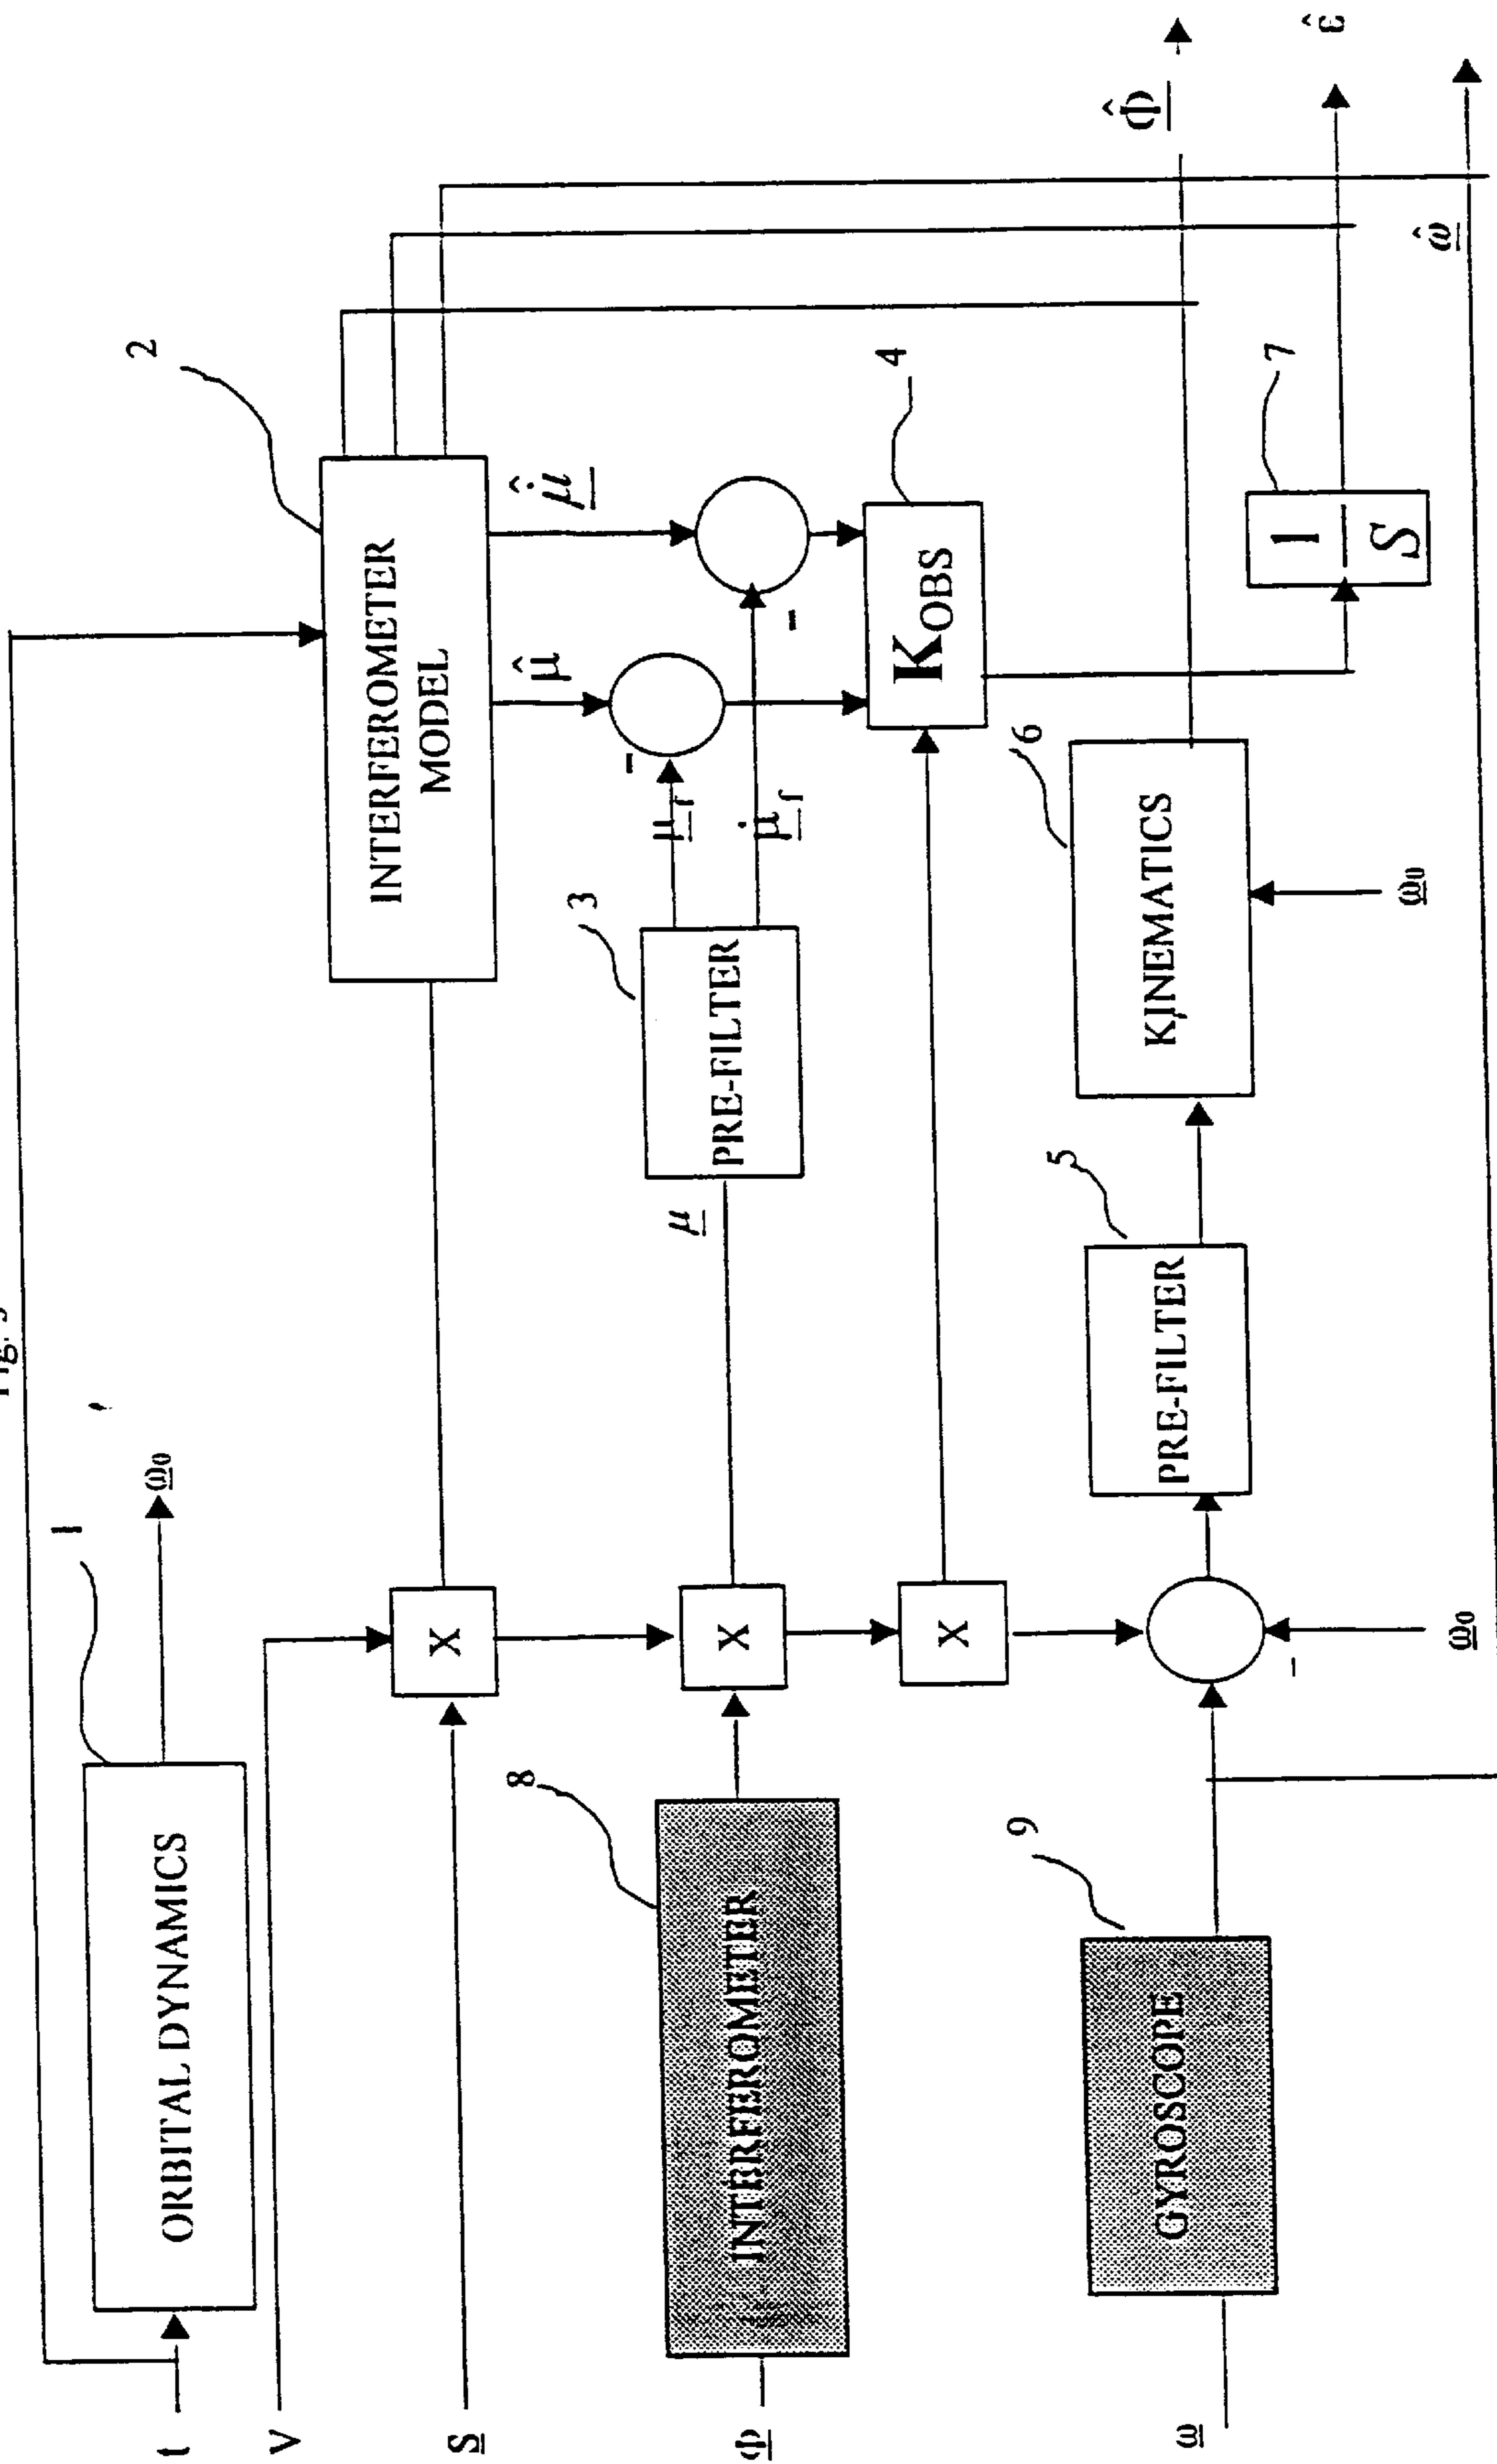 Fig. 3
t
V
S
Φ
ω
ORBITAL DYNAMICS
1
ω0
X
X
X
INTERFEROMETER
8
GYROSCOPE
9
-
ω0
μ
PRE-FILTER
3
PRE-FILTER
5
INTERFEROMETER
MODEL
2
μ̂
μ̇̂
μf
μ̇f
-
-
KOBS
4
KINEMATICS
6
ω0
1
S
7
Φ̂
ε̂
ω̂